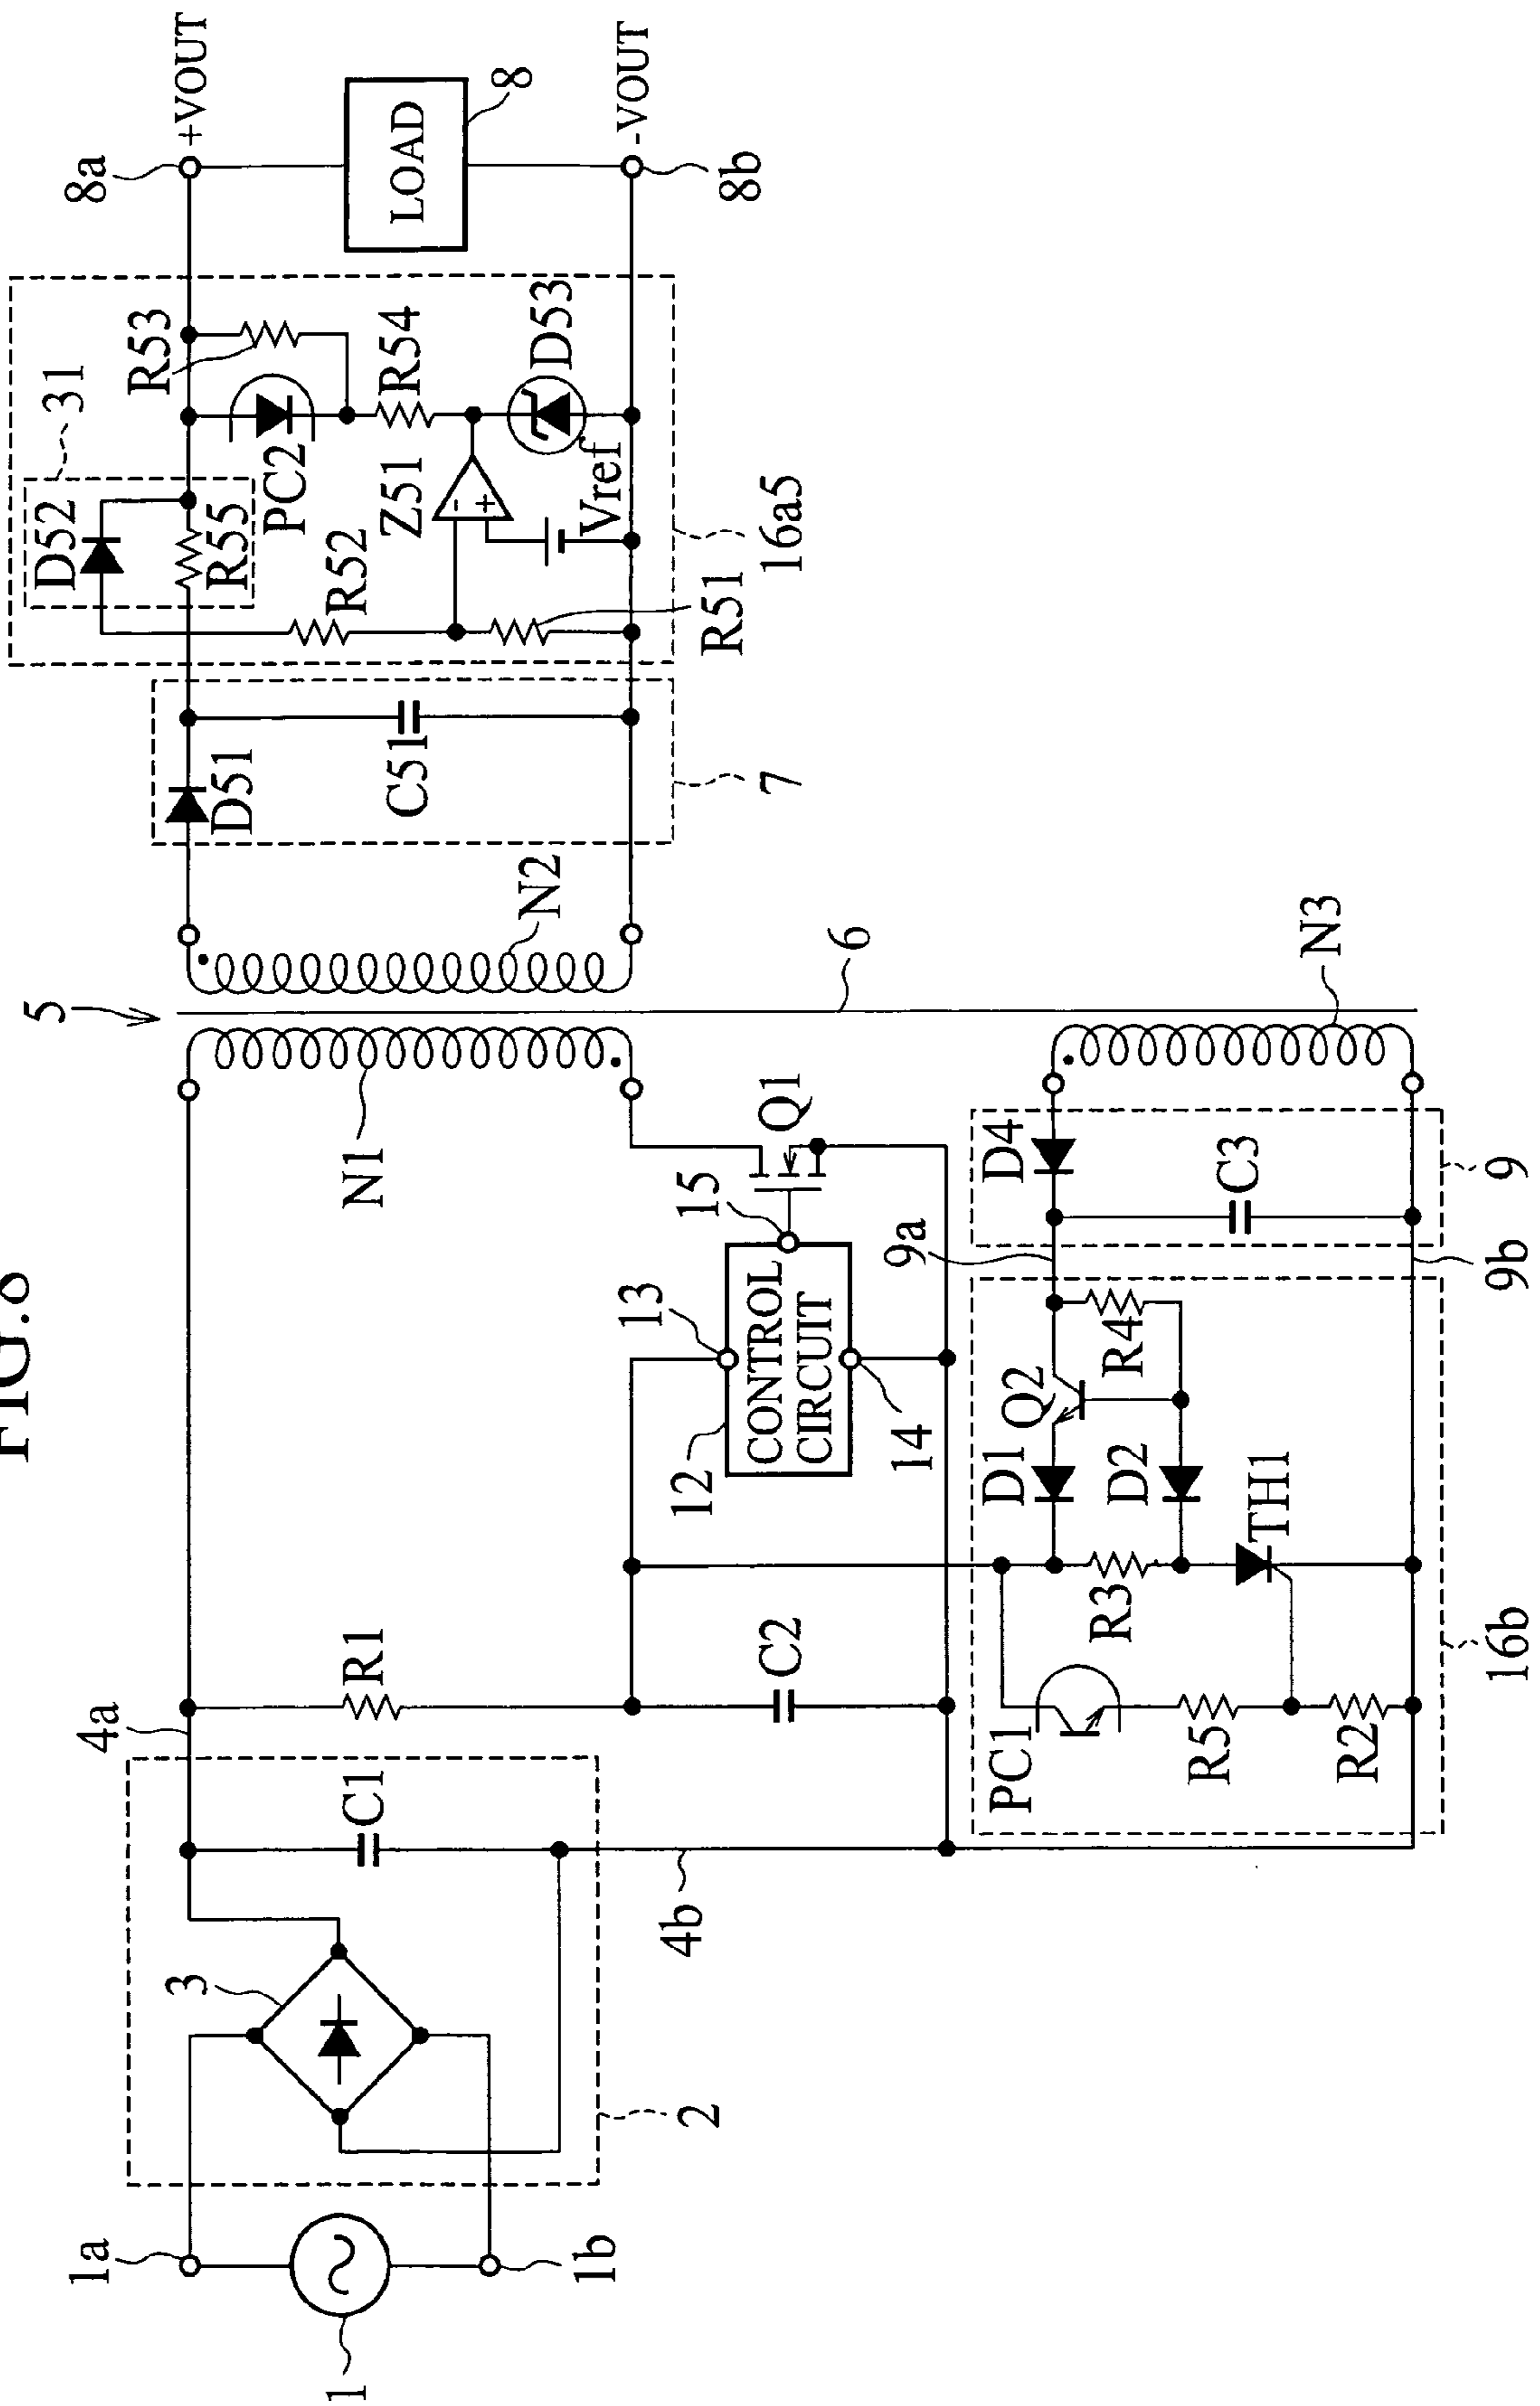 FIG.8
5
31
8a
+VOUT
D52
R55
R53
PC2
R54
R52
Z51
D53
Vref
R51
16a5
LOAD
8
-VOUT
8b
D51
C51
7
N2
N1
6
N3
4a
R1
C1
3
2
4b
1a
1
1b
C2
12
13
CONTROL
CIRCUIT
14
15
Q1
9a
D4
C3
9
9b
D1
Q2
R4
D2
R3
TH1
PC1
R5
R2
16b